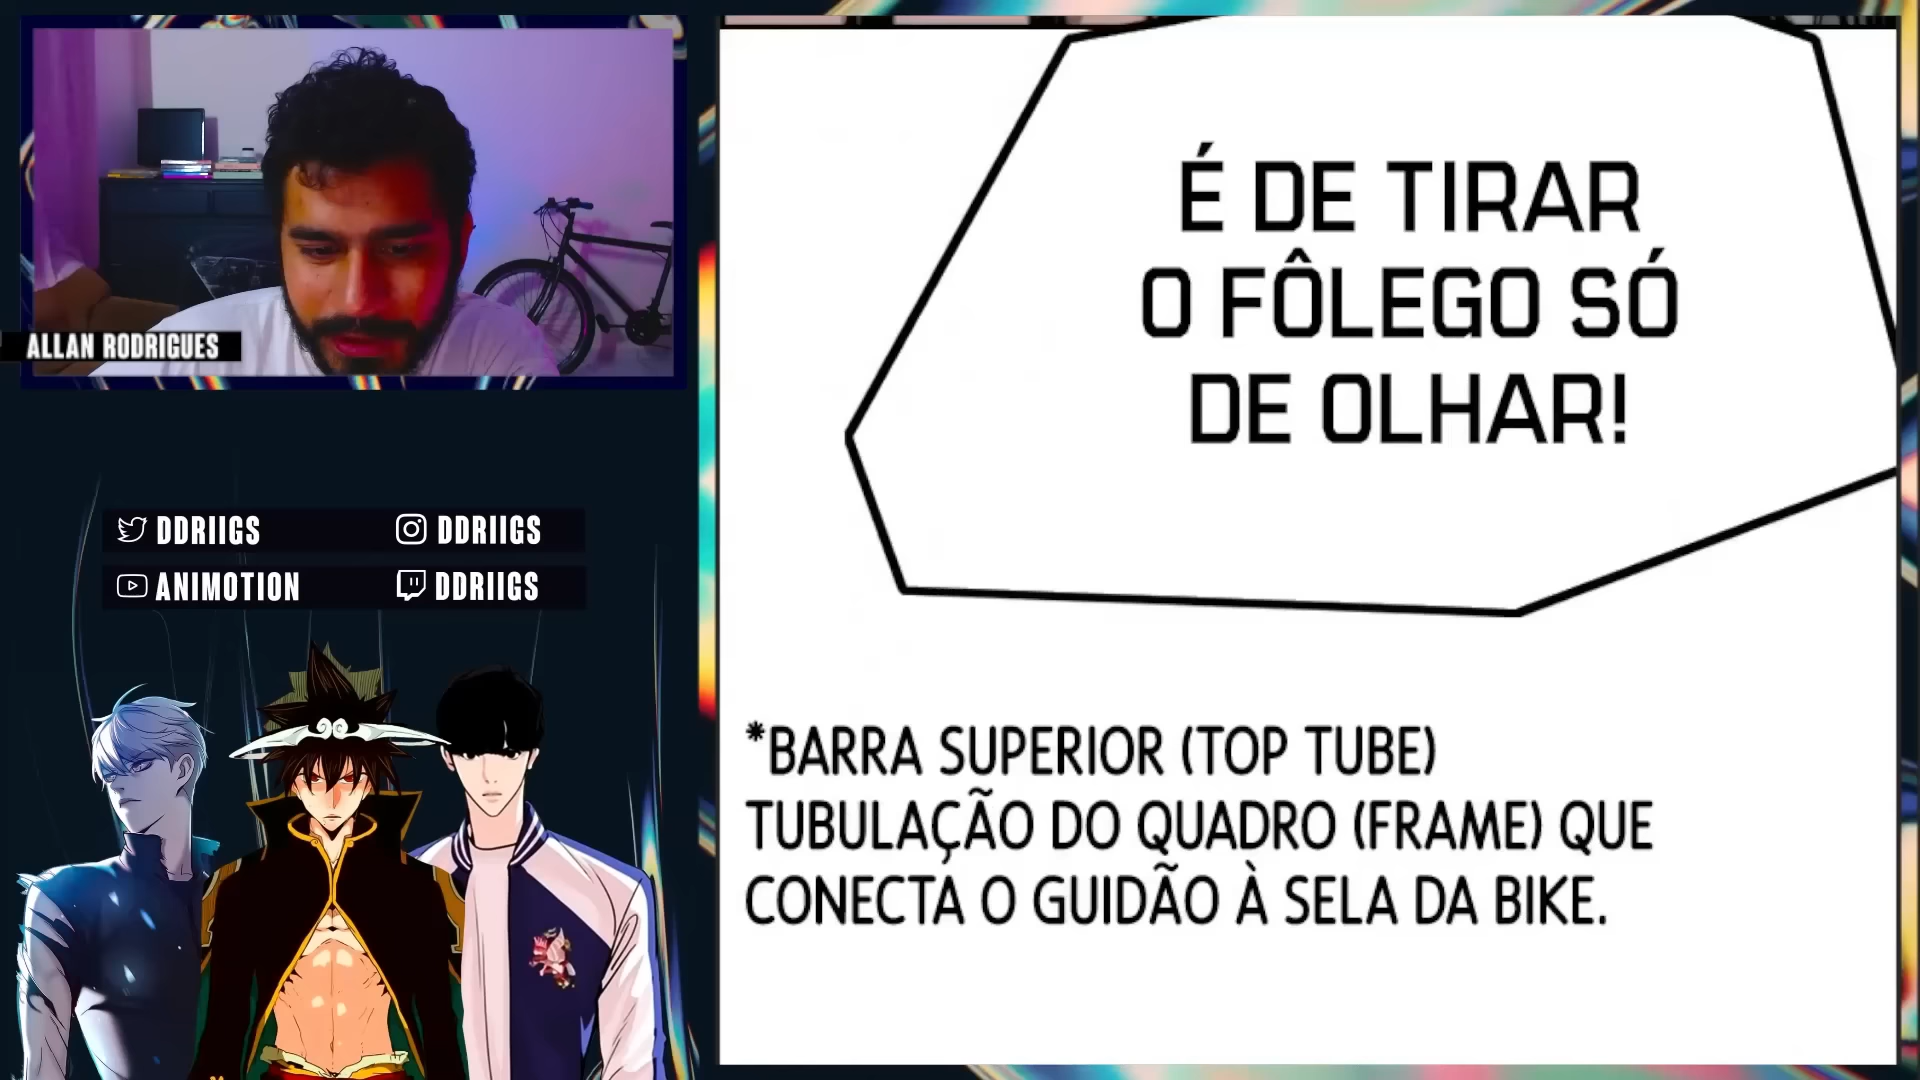 ALLAN RODRIGUES
DDRIIGS
DDRIIGS
ANIMOTION
DDRIIGS
É DE TIRAR
O FÔLEGO SÓ
DE OLHAR!
*BARRA SUPERIOR (TOP TUBE)
TUBULAÇÃO DO QUADRO (FRAME) QUE
CONECTA O GUIDÃO À SELA DA BIKE.